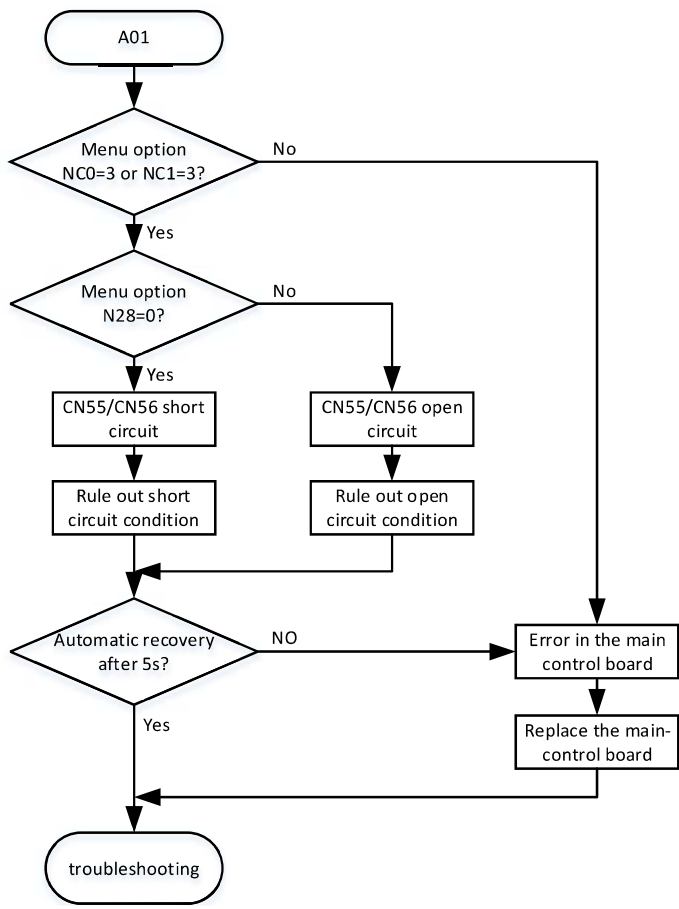 A01
Menu option
NC0=3 or NC1=3?
No
Yes
Menu option
N28=0?
No
Yes
CN55/CN56 short
circuit
CN55/CN56 open
circuit
Rule out short
circuit condition
Rule out open
circuit condition
Automatic recovery
after 5s?
NO
Error in the main
control board
Yes
Replace the main-
control board
troubleshooting